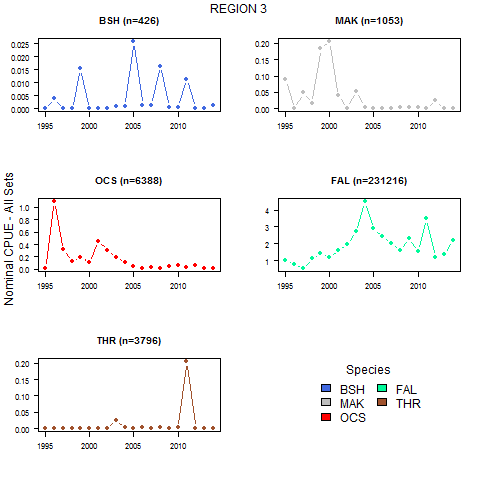 REGION 3
BSH (n=426)
MAK (n=1053)
0.025
0.020
0.015
0.010
0.005
0.000
1995 2000 2005 2010
0.20
0.15
0.10
0.05
0.00
1995 2000 2005 2010
Nominal CPUE - All Sets
OCS (n=6388)
FAL (n=231216)
1.0
0.8
0.6
0.4
0.2
0.0
1995 2000 2005 2010
4
3
2
1
1995 2000 2005 2010
THR (n=3796)
0.20
0.15
0.10
0.05
0.00
1995 2000 2005 2010
Species
BSH FAL
MAK THR
OCS